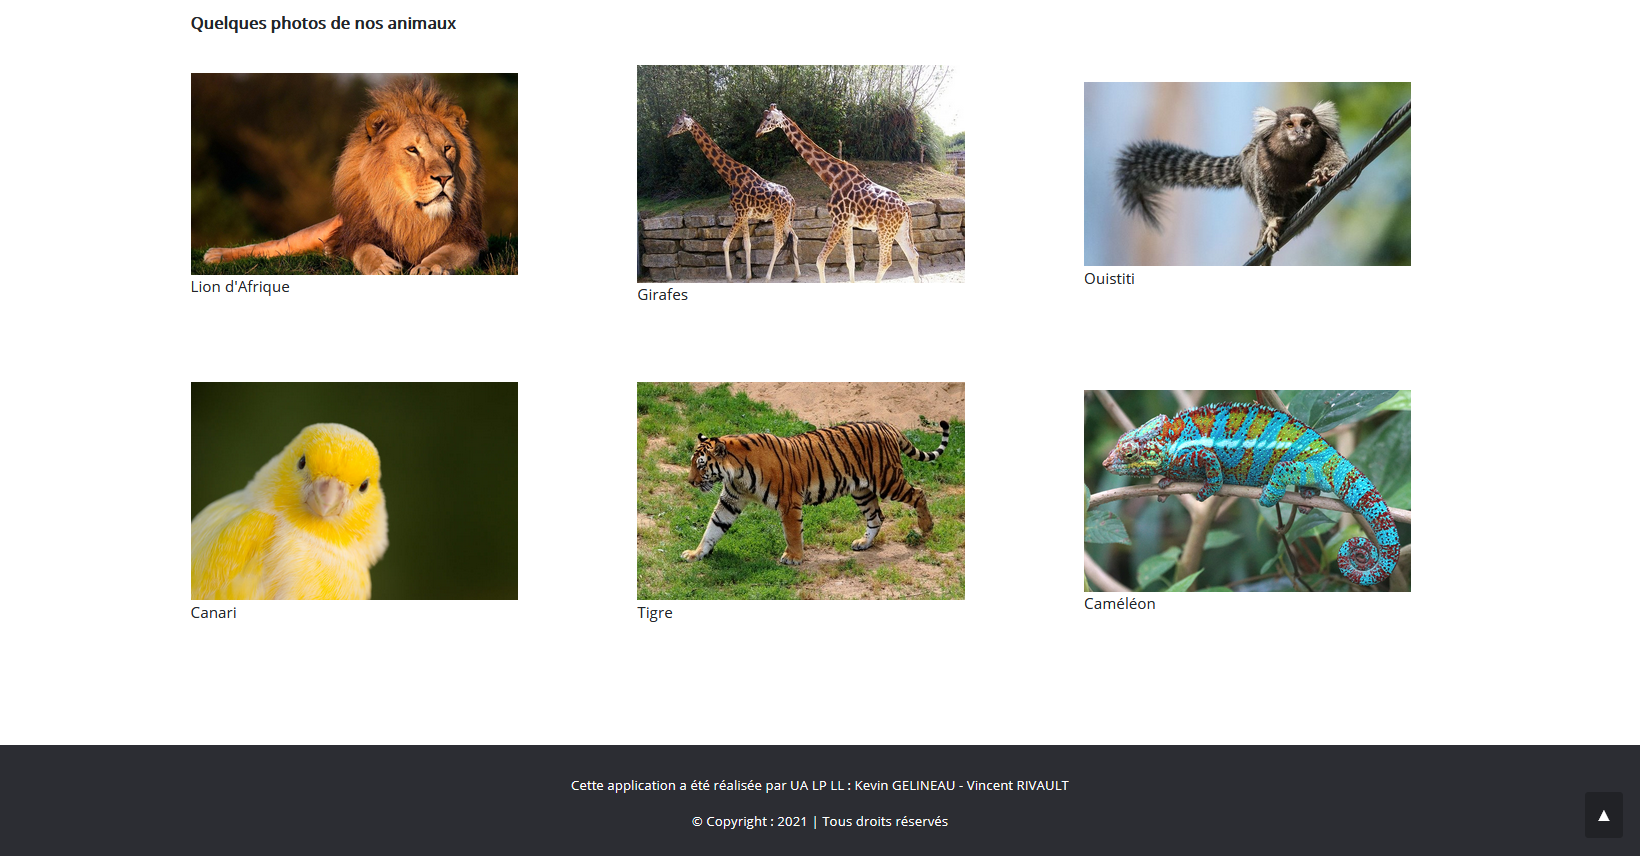 Quelques photos de nos animaux
Lion d'Afrique
Girafes
Ouistiti
Canari
Tigre
Caméléon
Cette application a été réalisée par UA LP LL : Kevin GELINEAU - Vincent RIVAULT
© Copyright : 2021 | Tous droits réservés